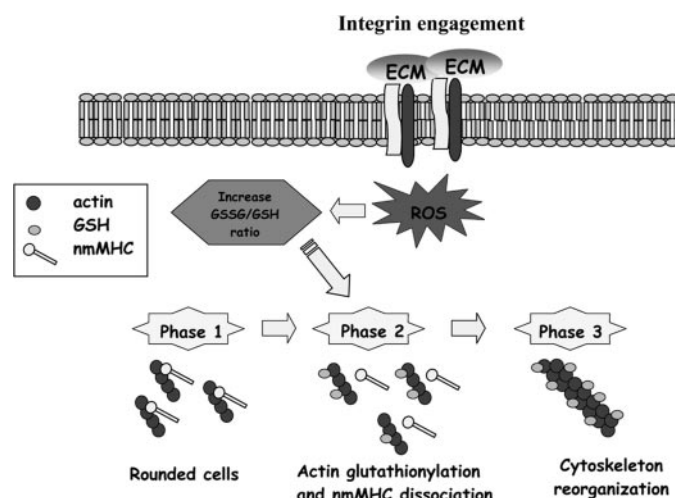 Integrin engagement
ECM
ECM
Increase
GSSG/GSH
ratio
ROS
actin
GSH
nmMHC
Phase 1
Phase 2
Phase 3
Rounded cells
Actin glutathionylation
and nmMHC dissociation
Cytoskeleton
reorganization